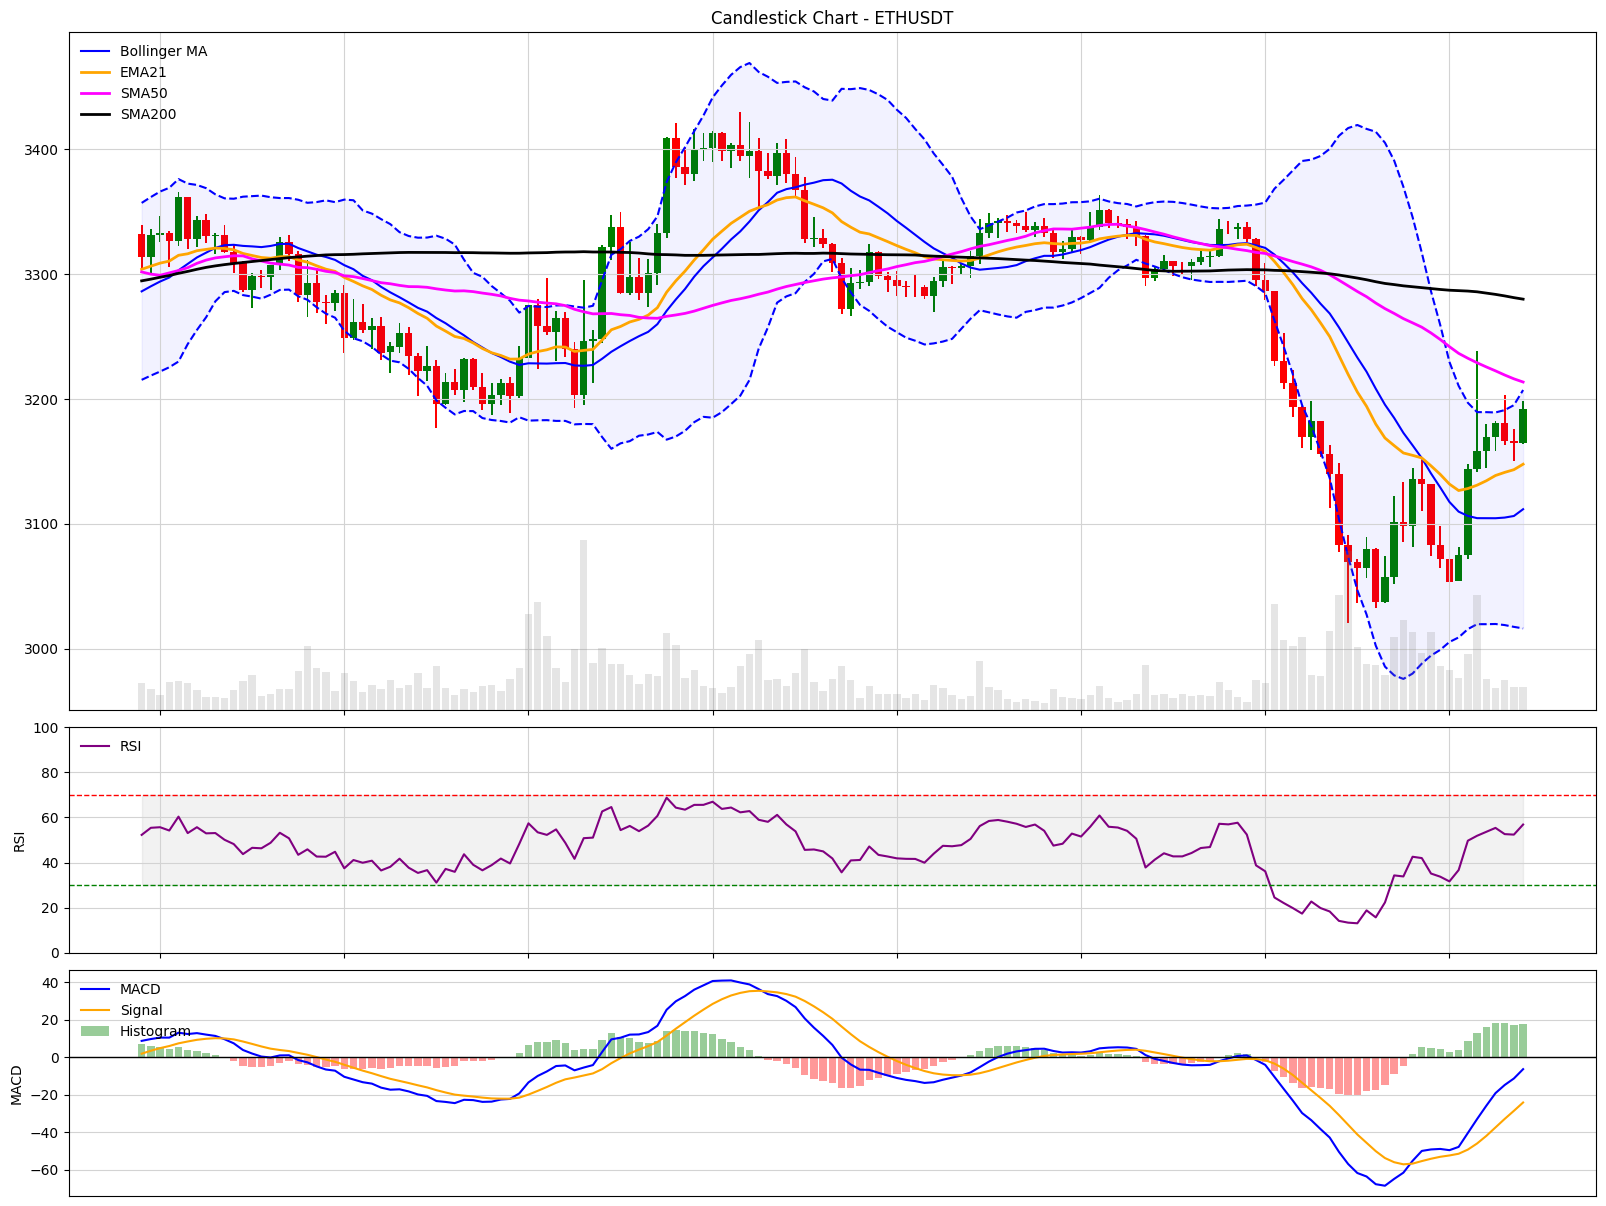 Candlestick Chart - ETHUSDT
Bollinger MA
EMA21
SMA50
SMA200
3400
3300
3200
3100
3000
RSI
100
80
60
40
20
0
RSI
MACD
Signal
Histogram
40
20
0
−20
−40
−60
MACD